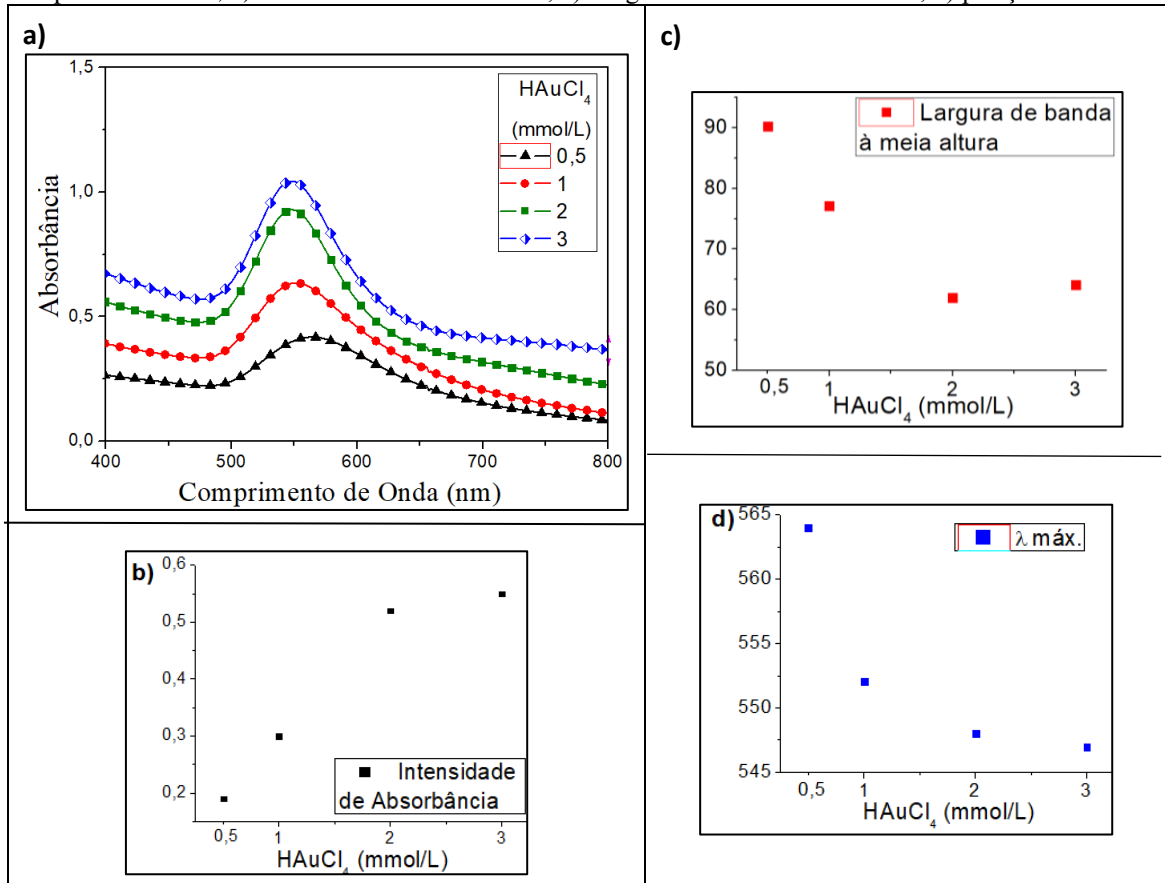 a)
1,5
1,0
0,5
0,0
Absorbância
400
500
600
700
800
Comprimento de Onda (nm)
HAuCl₄
(mmol/L)
0,5
1
2
3
b)
0,6
0,5
0,3
0,2
0,5
1
2
3
HAuCl₄ (mmol/L)
Intensidade
de Absorbância
c)
90
80
70
60
50
0,5
1
2
3
HAuCl₄ (mmol/L)
Largura de banda
à meia altura
d)
565
560
555
550
545
0,5
1
2
3
HAuCl₄ (mmol/L)
λ máx.